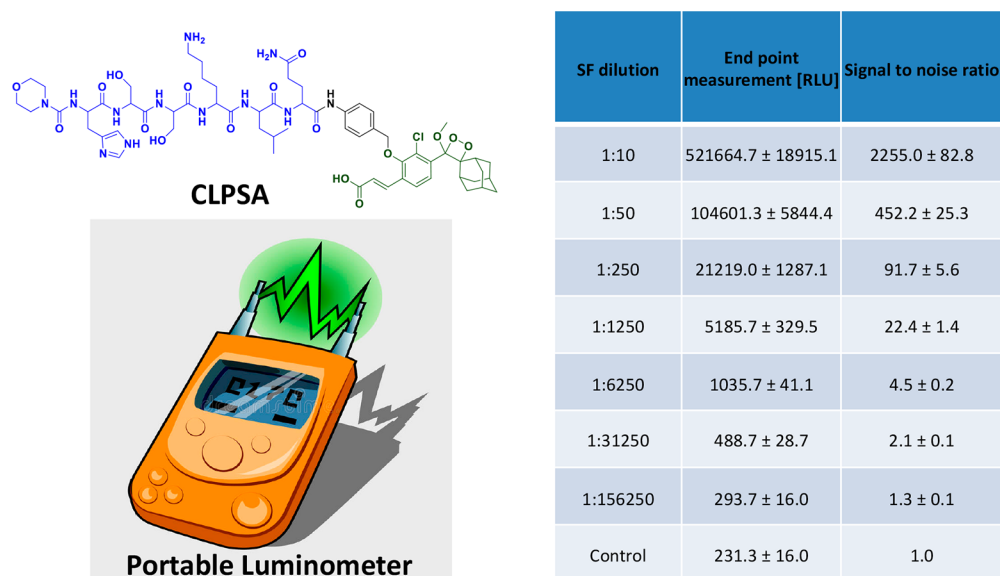 NH₂
H₂N
O
HO
O
O
O
O
O
N
H
N
N
H
H
N
N
H
H
N
N
H
H
N
O
O
O
O
HO
N
NH
Cl
O
O
O
O
HO
O
CLPSA
Portable Luminometer
SF dilution
End point
measurement [RLU]
Signal to noise ratio
1:10
521664.7 ± 18915.1
2255.0 ± 82.8
1:50
104601.3 ± 5844.4
452.2 ± 25.3
1:250
21219.0 ± 1287.1
91.7 ± 5.6
1:1250
5185.7 ± 329.5
22.4 ± 1.4
1:6250
1035.7 ± 41.1
4.5 ± 0.2
1:31250
488.7 ± 28.7
2.1 ± 0.1
1:156250
293.7 ± 16.0
1.3 ± 0.1
Control
231.3 ± 16.0
1.0